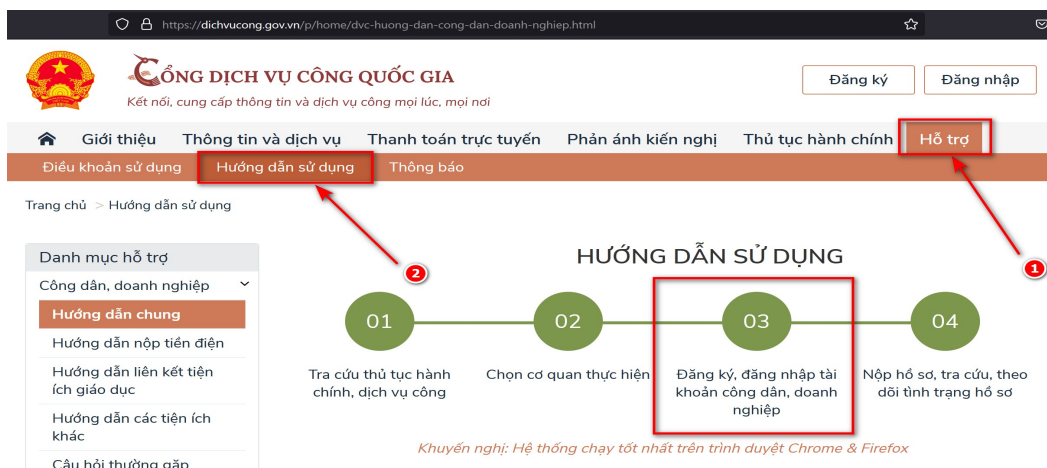 https://dichvucong.gov.vn/p/home/dvc-huong-dan-cong-dan-doanh-nghiep.html
CỔNG DỊCH VỤ CÔNG QUỐC GIA
Kết nối, cung cấp thông tin và dịch vụ công mọi lúc, mọi nơi
Đăng ký
Đăng nhập
Giới thiệu
Thông tin và dịch vụ
Thanh toán trực tuyến
Phản ánh kiến nghị
Thủ tục hành chính
Hỗ trợ
Điều khoản sử dụng
Hướng dẫn sử dụng
Thông báo
Trang chủ > Hướng dẫn sử dụng
Danh mục hỗ trợ
Công dân, doanh nghiệp
Hướng dẫn chung
Hướng dẫn nộp tiền điện
Hướng dẫn liên kết tiện
ích giáo dục
Hướng dẫn các tiện ích
khác
Câu hỏi thường gặp
HƯỚNG DẪN SỬ DỤNG
2
1
01
Tra cứu thủ tục hành
chính, dịch vụ công
02
Chọn cơ quan thực hiện
03
Đăng ký, đăng nhập tài
khoản công dân, doanh
nghiệp
04
Nộp hồ sơ, tra cứu, theo
dõi tình trạng hồ sơ
Khuyến nghị: Hệ thống chạy tốt nhất trên trình duyệt Chrome & Firefox